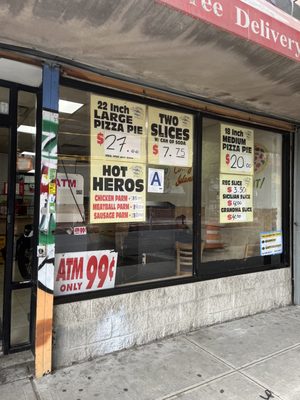 Free Delivery
22 Inch
LARGE
PIZZA PIE
$27.00
TWO
SLICES
W/ CAN OF SODA
$7.75
18 Inch
MEDIUM
PIZZA PIE
$20.00
HOT
HEROS
CHICKEN PARM
MEATBALL PARM
SAUSAGE PARM
A
REG SLICE
$3.50
SICILIAN SLICE
GRANDMA SLICE
ATM
ATM 99¢
ONLY